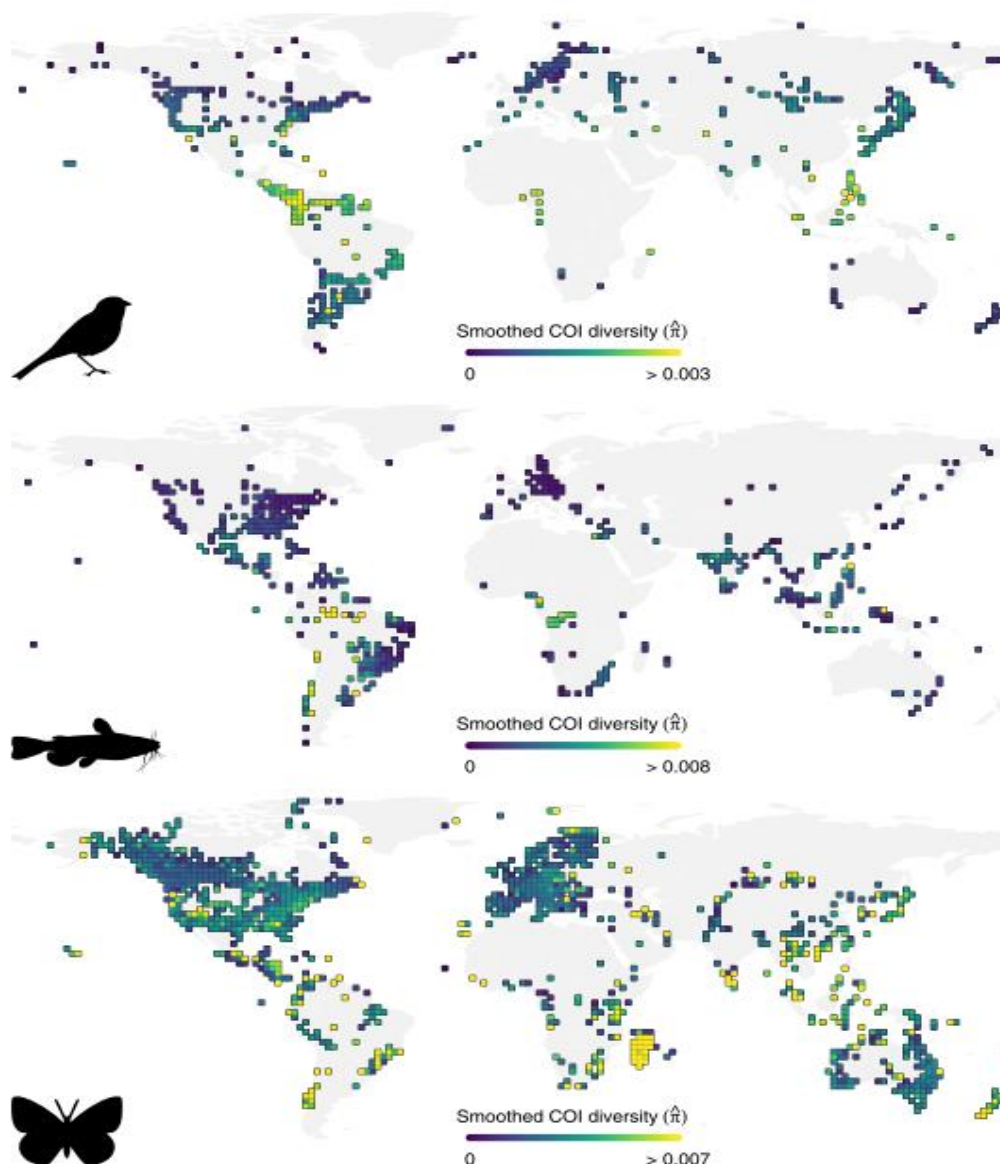 Smoothed COI diversity (π̂)
0 > 0.003
Smoothed COI diversity (π̂)
0 > 0.008
Smoothed COI diversity (π̂)
0 > 0.007